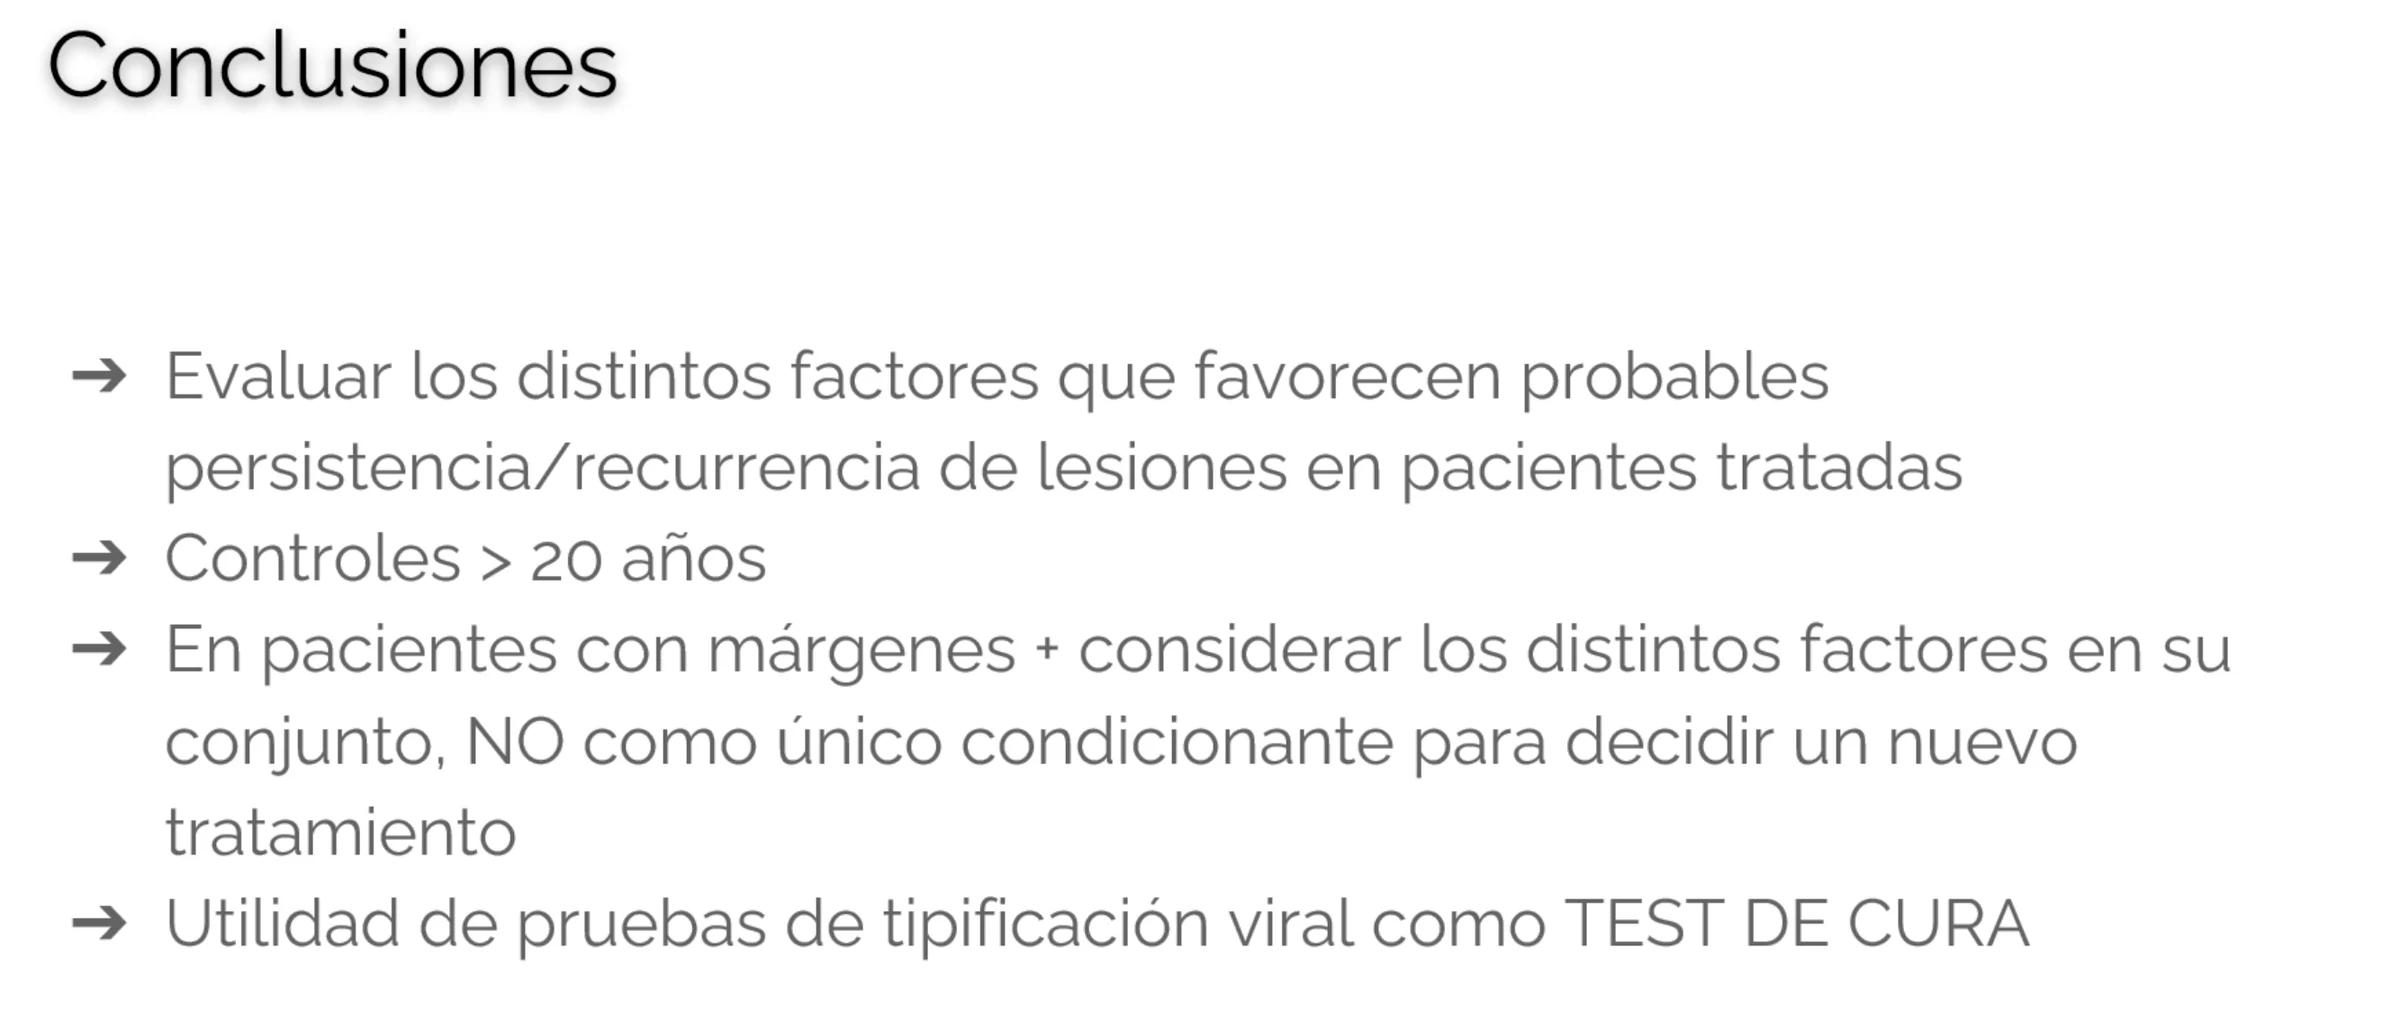 Conclusiones
➔ Evaluar los distintos factores que favorecen probables
persistencia/recurrencia de lesiones en pacientes tratadas
➔ Controles > 20 años
➔ En pacientes con márgenes + considerar los distintos factores en su
conjunto, NO como único condicionante para decidir un nuevo
tratamiento
➔ Utilidad de pruebas de tipificación viral como TEST DE CURA